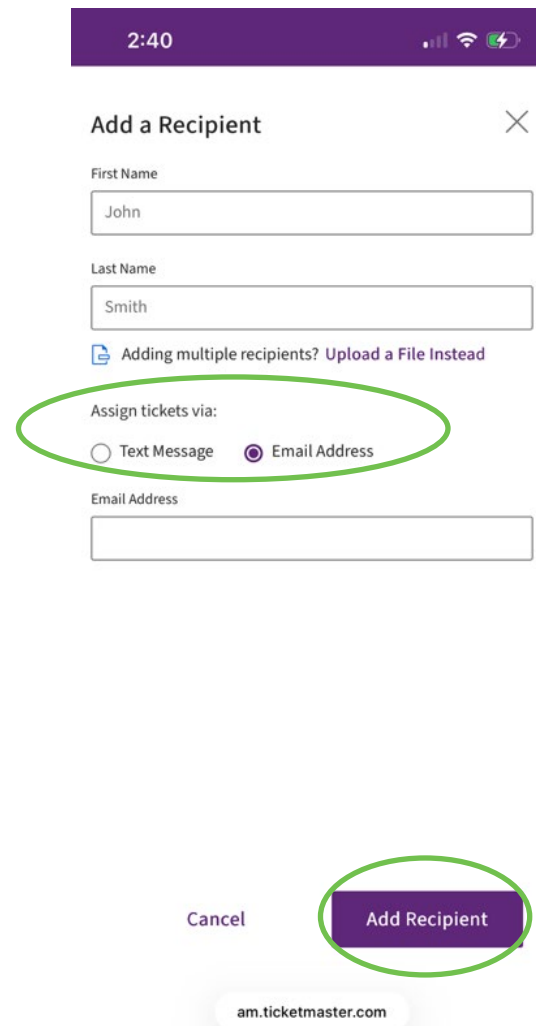 2:40
Add a Recipient
First Name
John
Last Name
Smith
Adding multiple recipients? Upload a File Instead
Assign tickets via:
Text Message Email Address
Email Address
Cancel Add Recipient
am.ticketmaster.com